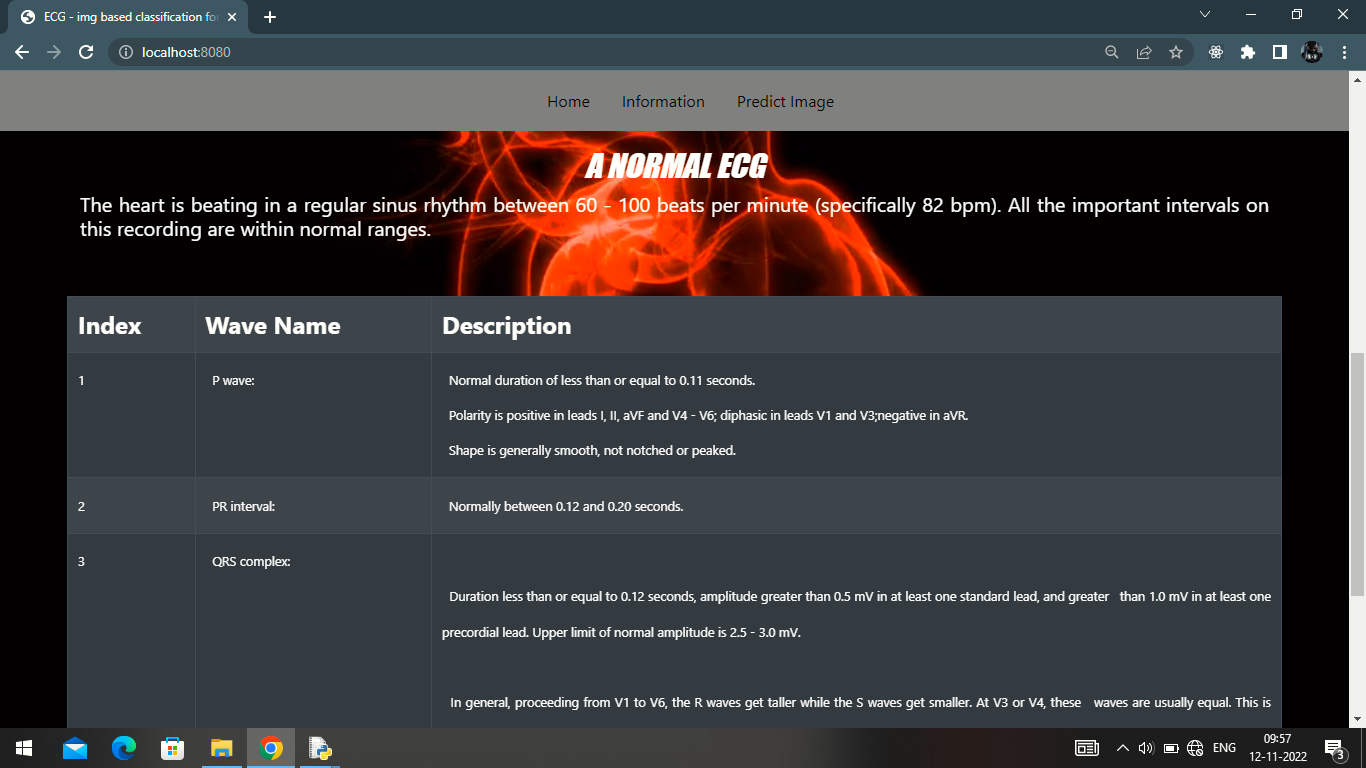 ECG - img based classification fo
localhost:8080
Home Information Predict Image
A NORMAL ECG
The heart is beating in a regular sinus rhythm between 60 - 100 beats per minute (specifically 82 bpm). All the important intervals on
this recording are within normal ranges.
Index Wave Name Description
1 P wave: Normal duration of less than or equal to 0.11 seconds.
Polarity is positive in leads I, II, aVF and V4 - V6; diphasic in leads V1 and V3;negative in aVR.
Shape is generally smooth, not notched or peaked.
2 PR interval: Normally between 0.12 and 0.20 seconds.
3 QRS complex:
Duration less than or equal to 0.12 seconds, amplitude greater than 0.5 mV in at least one standard lead, and greater than 1.0 mV in at least one
precordial lead. Upper limit of normal amplitude is 2.5 - 3.0 mV.
In general, proceeding from V1 to V6, the R waves get taller while the S waves get smaller. At V3 or V4, these waves are usually equal. This is
ENG
09:57
12-11-2022
3